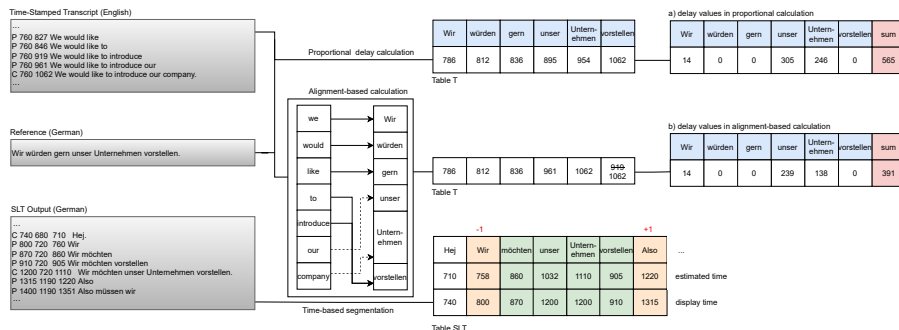 Time-Stamped Transcript (English)
...
P 760 827 We would like
P 760 846 We would like to
P 760 919 We would like to introduce
P 760 961 We would like to introduce our
C 760 1062 We would like to introduce our company.
...
Reference (German)
Wir würden gern unser Unternehmen vorstellen.
SLT Output (German)
...
C 740 680 710 Hej.
P 800 720 760 Wir
P 870 720 860 Wir möchten
P 910 720 905 Wir möchten vorstellen
C 1200 720 1110 Wir möchten unser Unternehmen vorstellen.
P 1315 1190 1220 Also
P 1400 1190 1351 Also müssen wir
...
Proportional delay calculation
Wir würden gern unser Untern-ehmen vorstellen
786 812 836 895 954 1062
Table T
a) delay values in proportional calculation
Wir würden gern unser Untern-ehmen vorstellen sum
14 0 0 305 246 0 565
Alignment-based calculation
we Wir
would würden
like gern
to unser
introduce Untern-ehmen
our
company vorstellen
786 812 836 961 1062 949 1062
Table T
b) delay values in alignment-based calculation
Wir würden gern unser Untern-ehmen vorstellen sum
14 0 0 239 138 0 391
Time-based segmentation
-1 +1
Hej Wir möchten unser Untern-ehmen vorstellen Also ...
710 758 860 1032 1110 905 1220 estimated time
740 800 870 1200 1200 910 1315 display time
Table SLT